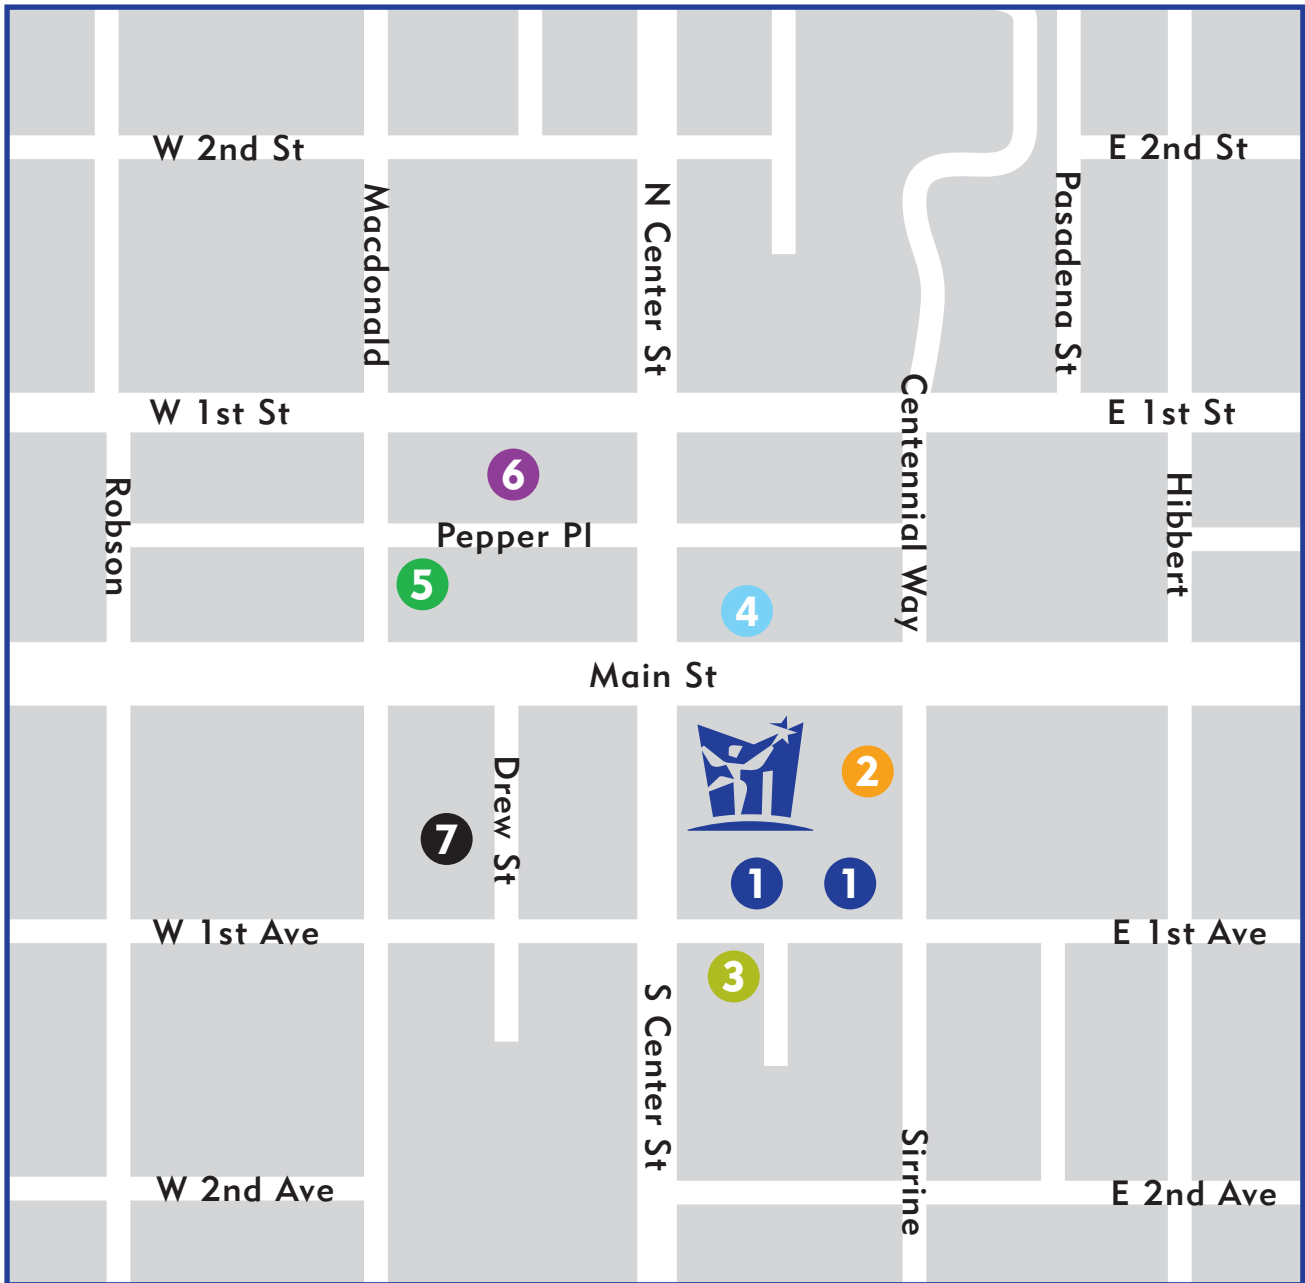 W 2nd St
E 2nd St
Macdonald
N Center St
Pasadena St
W 1st St
E 1st St
Centennial Way
6
Robson
Hibbert
Pepper Pl
5
4
Main St
2
Drew St
7
1
1
W 1st Ave
E 1st Ave
3
S Center St
Sirrine
W 2nd Ave
E 2nd Ave